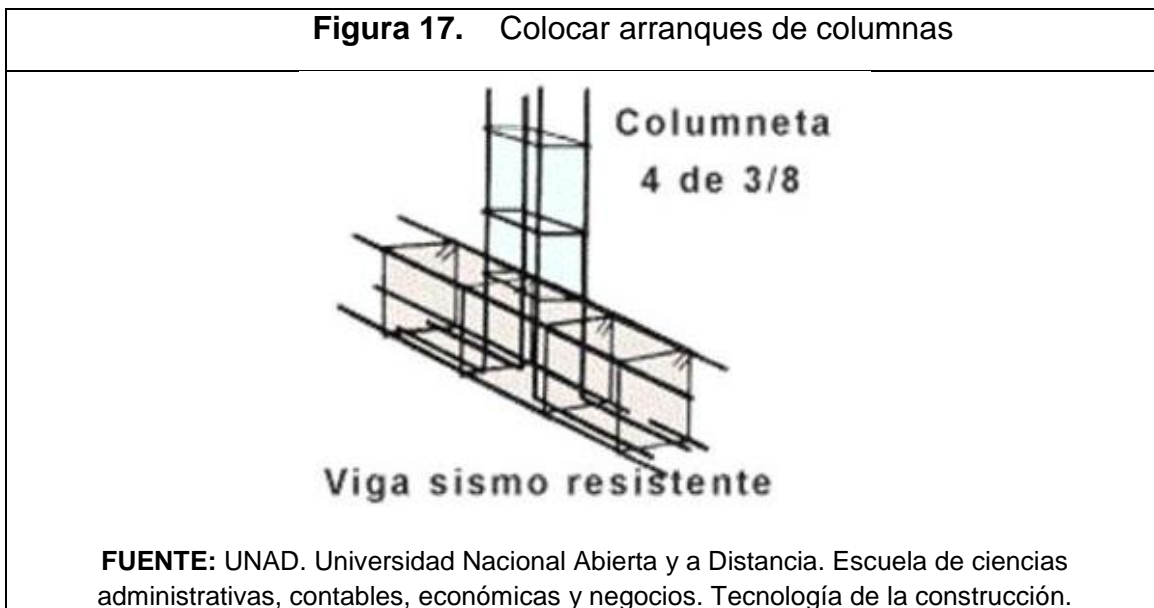 Figura 17. Colocar arranques de columnas
Columneta
4 de 3/8
Viga sismo resistente
FUENTE: UNAD. Universidad Nacional Abierta y a Distancia. Escuela de ciencias
administrativas, contables, económicas y negocios. Tecnología de la construcción.